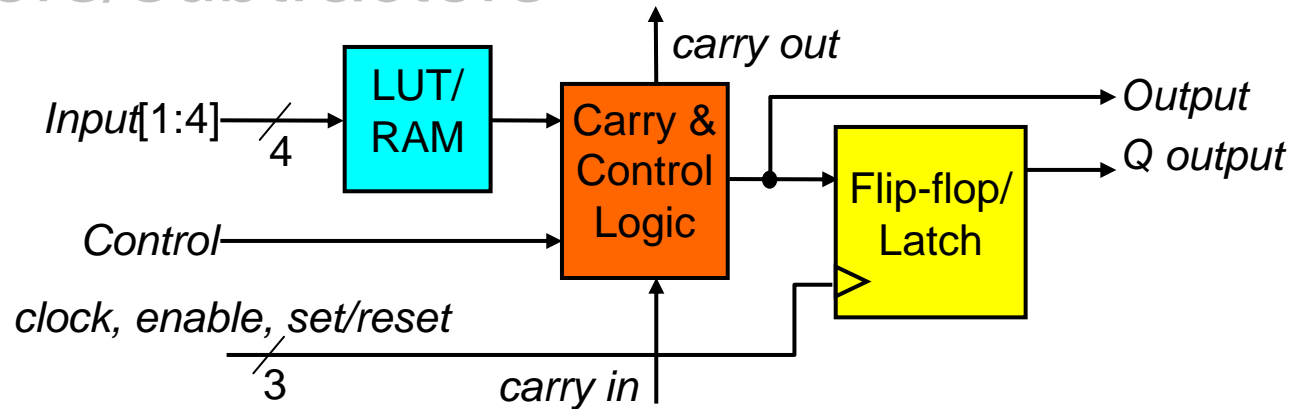 carry out
LUT/
RAM
Input[1:4]
4
Carry &
Control
Logic
Output
Q output
Flip-flop/
Latch
Control
clock, enable, set/reset
3
carry in